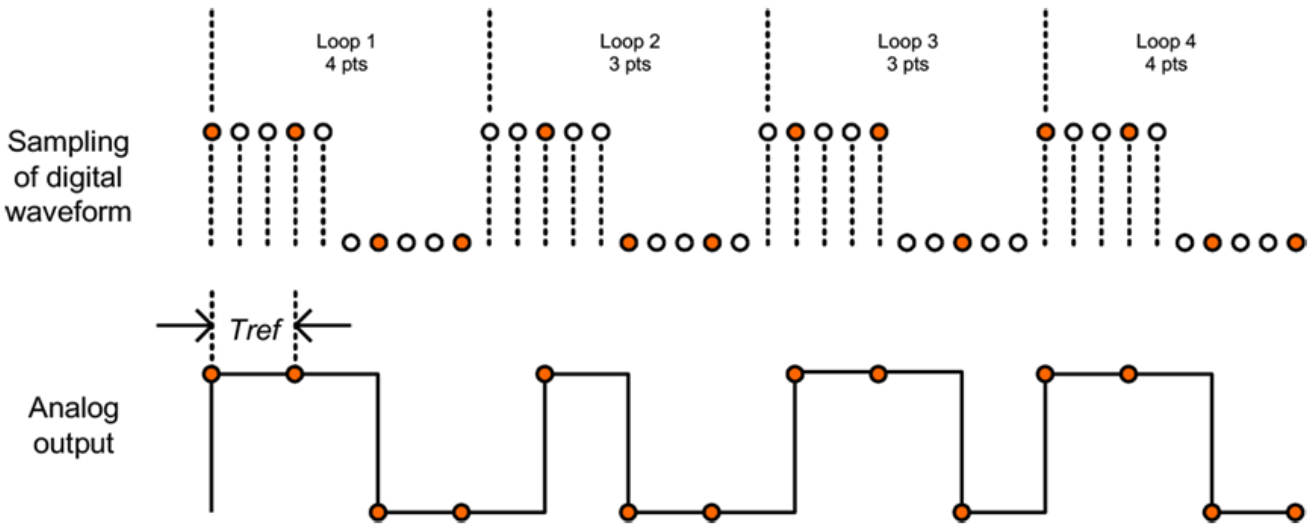 Loop 1
4 pts
Loop 2
3 pts
Loop 3
3 pts
Loop 4
4 pts
Sampling
of digital
waveform
Tref
Analog
output